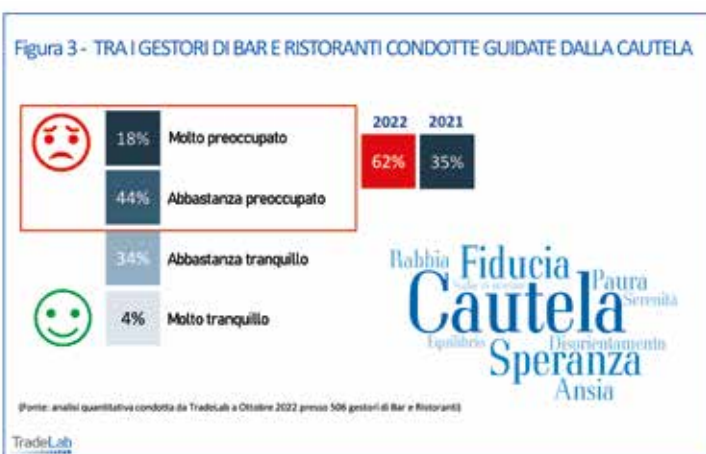 Figura 3 - TRA I GESTORI DI BAR E RISTORANTI CONDOTTE GUIDATE DALLA CAUTELA
2022 2021
18% Molto preoccupato
62% 35%
44% Abbastanza preoccupato
34% Abbastanza tranquillo
4% Molto tranquillo
Rabbia Fiducia
Paura
Serenità
Cautela
Equilibrio Disorientamento
Speranza
Ansia
(Fonte: analisi quantitativa condotta da TradeLab a Ottobre 2022 presso 506 gestori di Bar e Ristoranti)
TradeLab